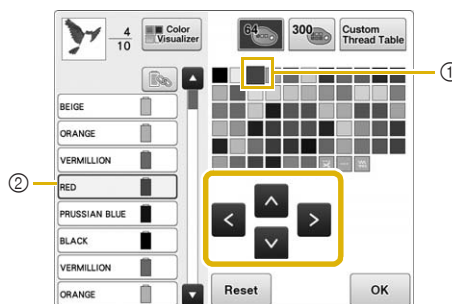 4
10
Color
Visualizer
64
300
Custom
Thread Table
①
BEIGE
ORANGE
VERMILLION
② RED
PRUSSIAN BLUE
BLACK
VERMILLION
ORANGE
Reset
OK